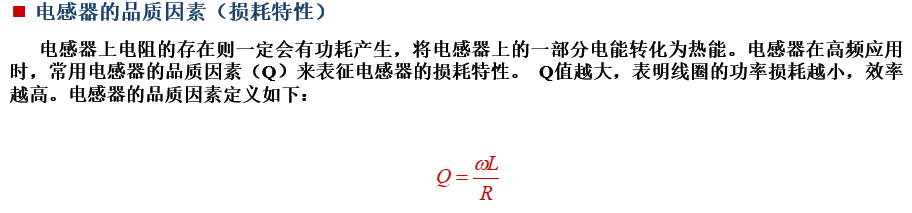 ■ 电感器的品质因素（损耗特性）
电感器上电阻的存在则一定会有功耗产生，将电感器上的一部分电能转化为热能。电感器在高频应用
时，常用电感器的品质因素（Q）来表征电感器的损耗特性。 Q值越大，表明线圈的功率损耗越小，效率
越高。电感器的品质因素定义如下：
Q = ωL/R